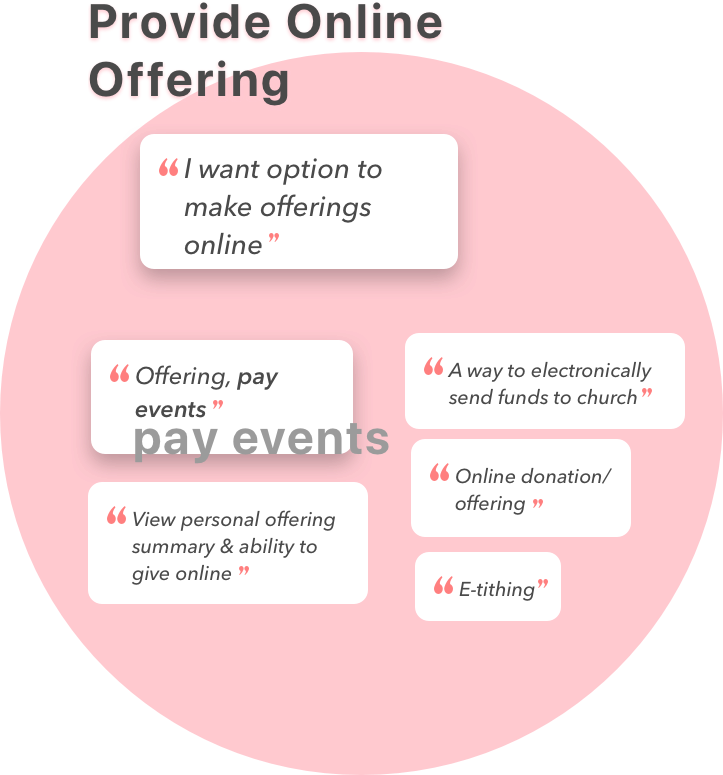 Provide Online
Offering
“I want option to
make offerings
online”
“Offering, pay
events”
pay events
“View personal offering
summary & ability to
give online”
“A way to electronically
send funds to church”
“Online donation/
offering”
“E-tithing”